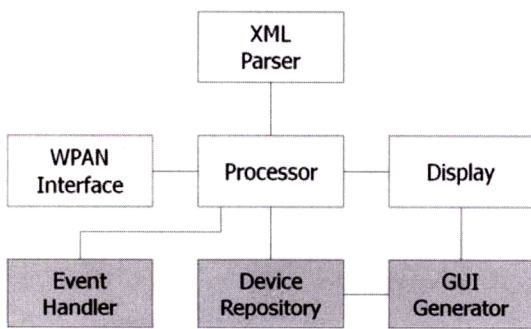 XML
Parser
WPAN
Interface
Processor
Display
Event
Handler
Device
Repository
GUI
Generator